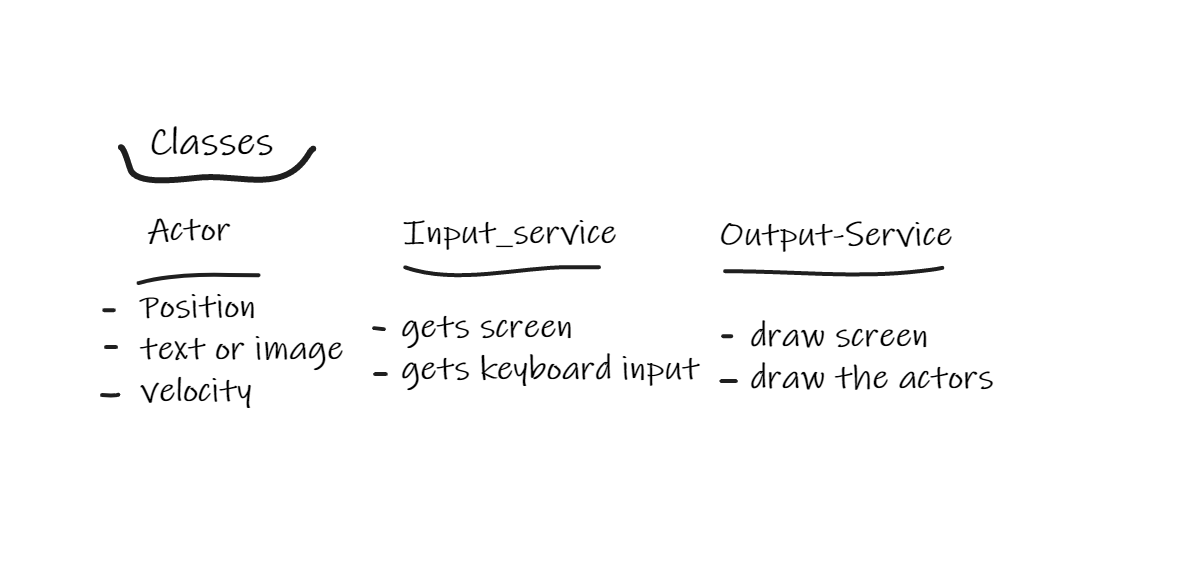 Classes
Actor
- Position
- text or image
- velocity
Input_service
- gets screen
- gets keyboard input
Output-Service
- draw screen
- draw the actors